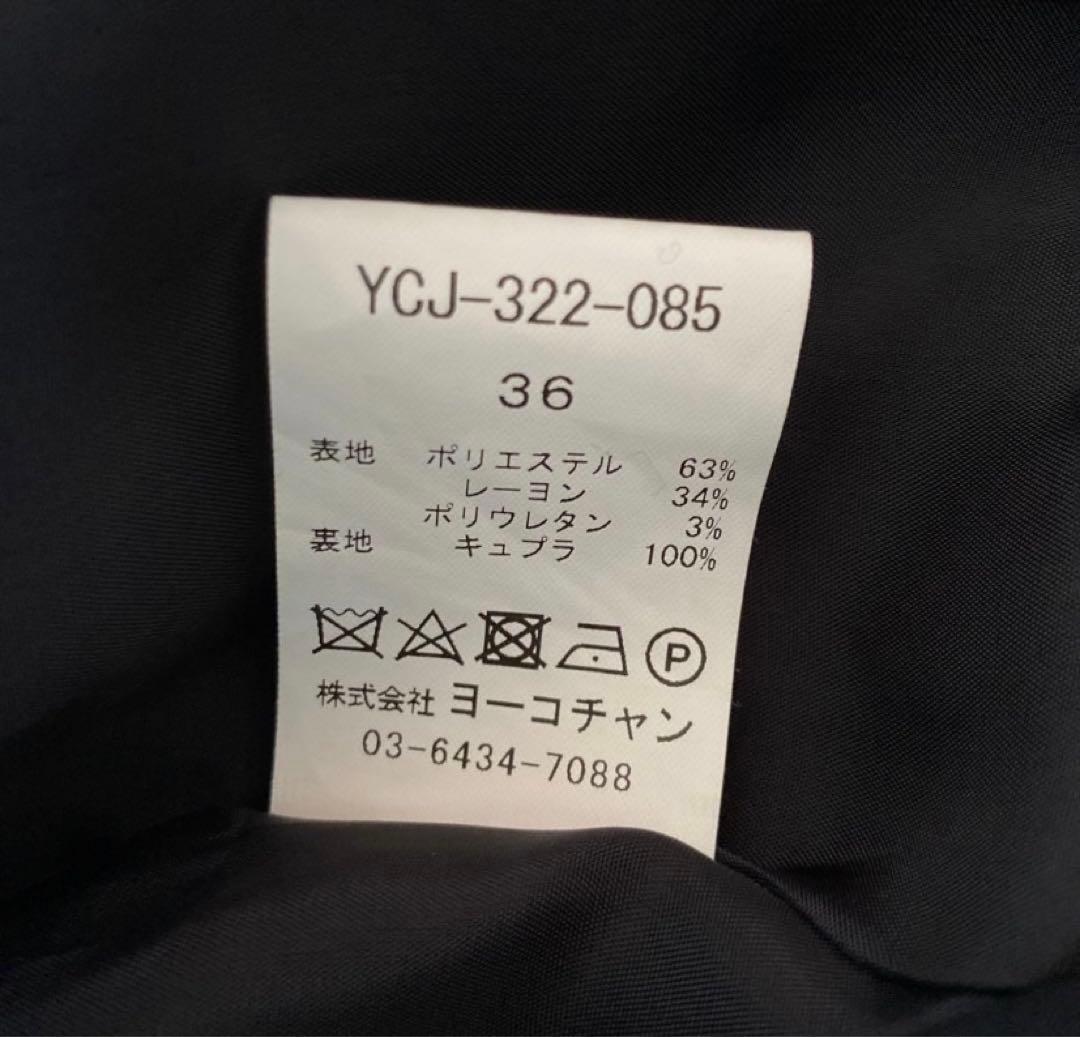 YCJ-322-085
36
表地 ポリエステル 63%
レーヨン 34%
ポリウレタン 3%
裏地 キュプラ 100%
P
株式会社 ヨーコチャン
03-6434-7088